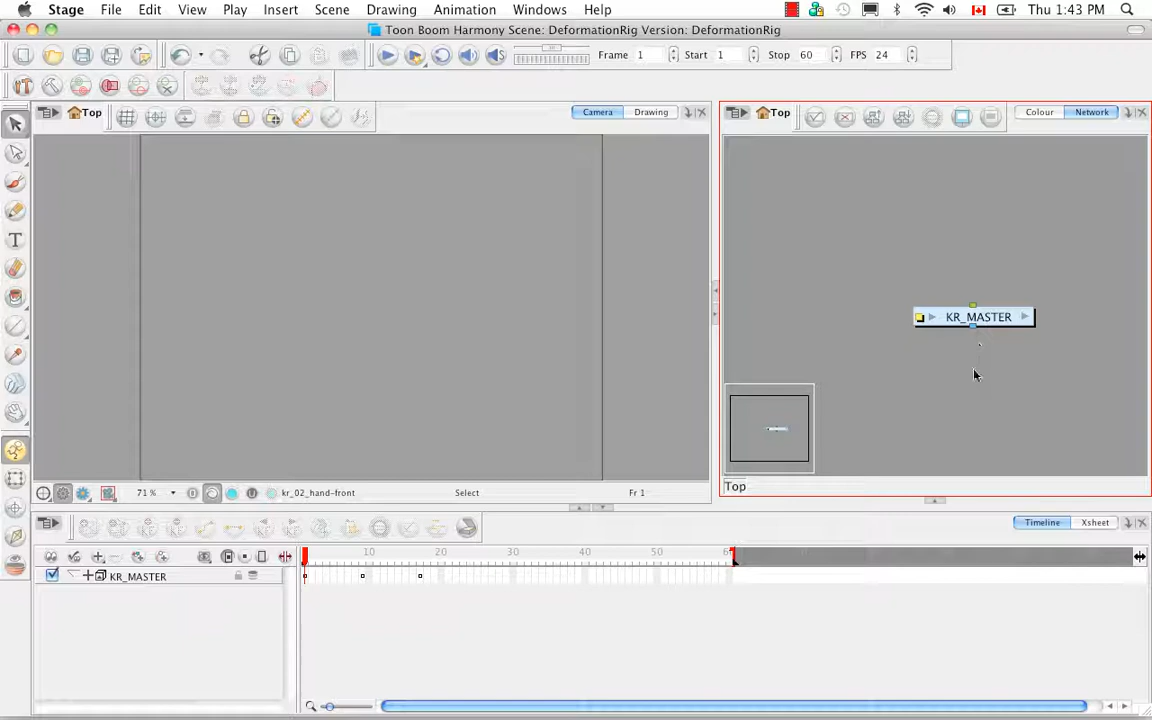 Stage File Edit View Play Insert Scene Drawing Animation Windows Help Thu 1:43 PM
Toon Boom Harmony Scene: DeformationRig Version: DeformationRig
Frame 1 Start 1 Stop 60 FPS 24
Top Camera Drawing
Top Colour Network
KR_MASTER
Top
71% kr_02_hand-front Select Fr 1
Timeline Xsheet
10 20 30 40 50
KR_MASTER